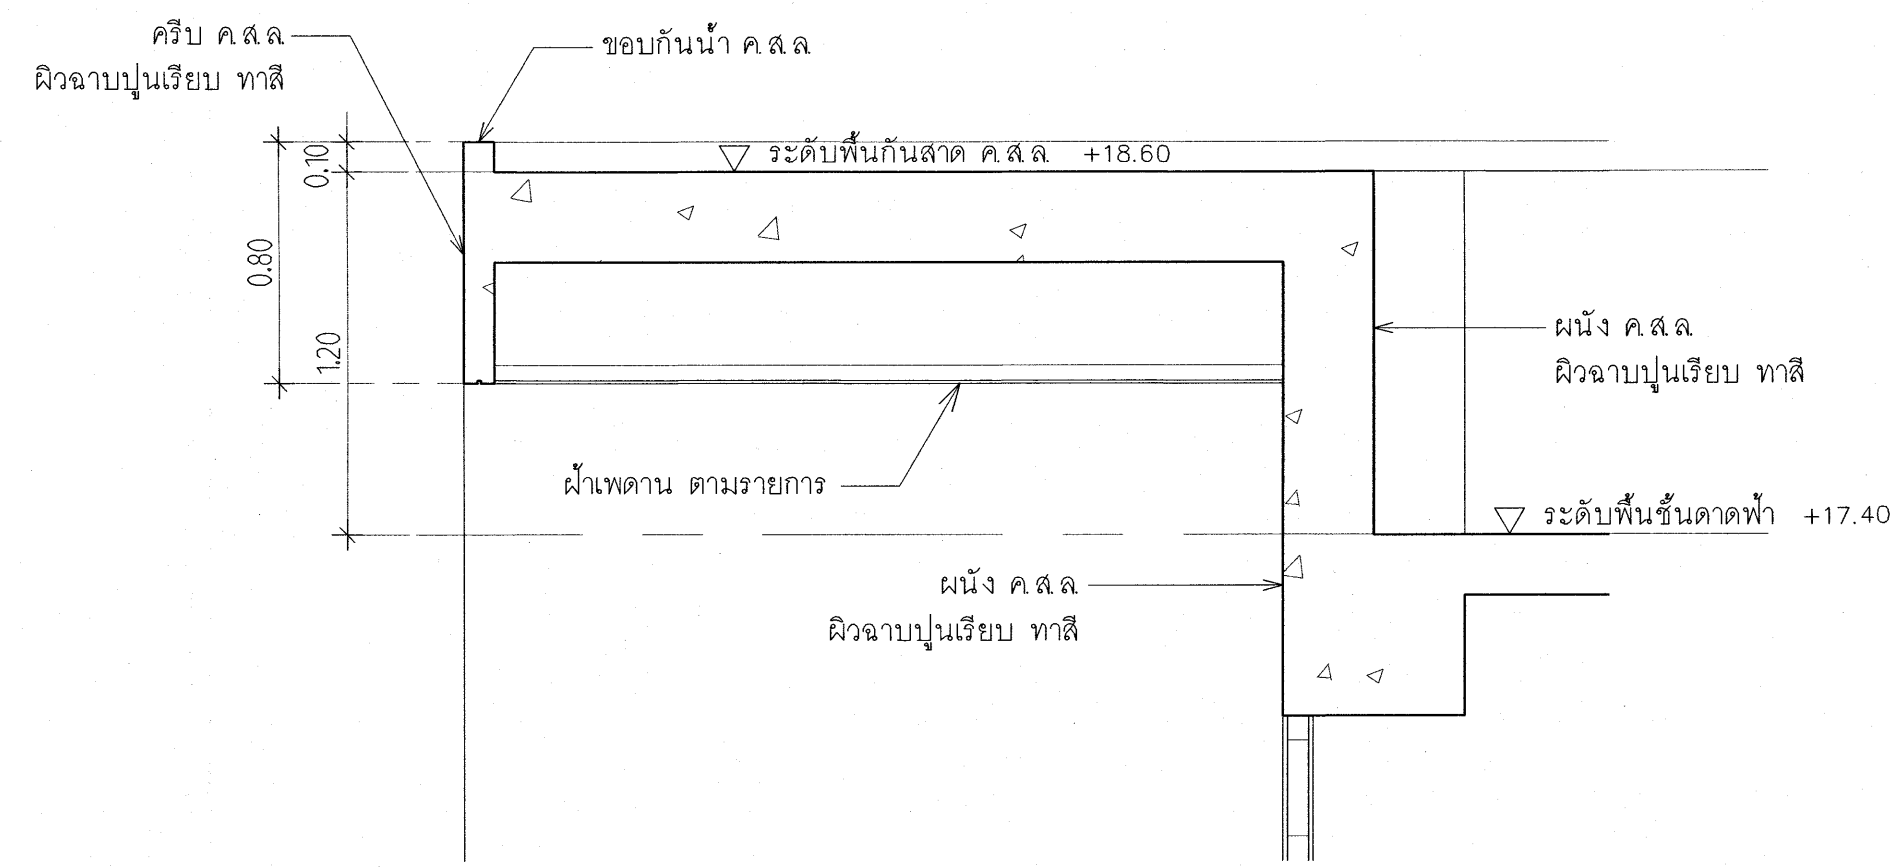 ครีบ ค.ส.ล.
ผิวฉาบปูนเรียบ ทาสี
ขอบกันน้ำ ค.ส.ล.
ระดับพื้นกันสาด ค.ส.ล. +18.60
0.10
0.80
1.20
ผนัง ค.ส.ล.
ผิวฉาบปูนเรียบ ทาสี
ฝ้าเพดาน ตามรายการ
ระดับพื้นชั้นดาดฟ้า +17.40
ผนัง ค.ส.ล.
ผิวฉาบปูนเรียบ ทาสี